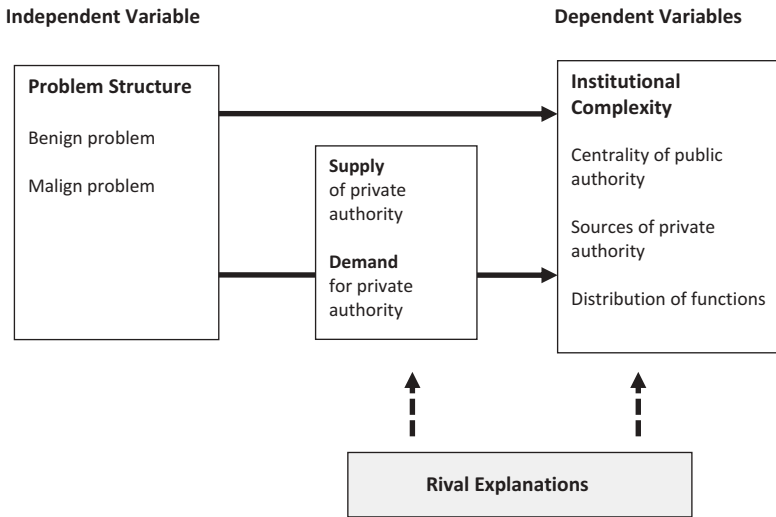 Independent Variable
Dependent Variables
Problem Structure
Benign problem
Malign problem
Supply
of private
authority
Demand
for private
authority
Institutional
Complexity
Centrality of public
authority
Sources of private
authority
Distribution of functions
Rival Explanations